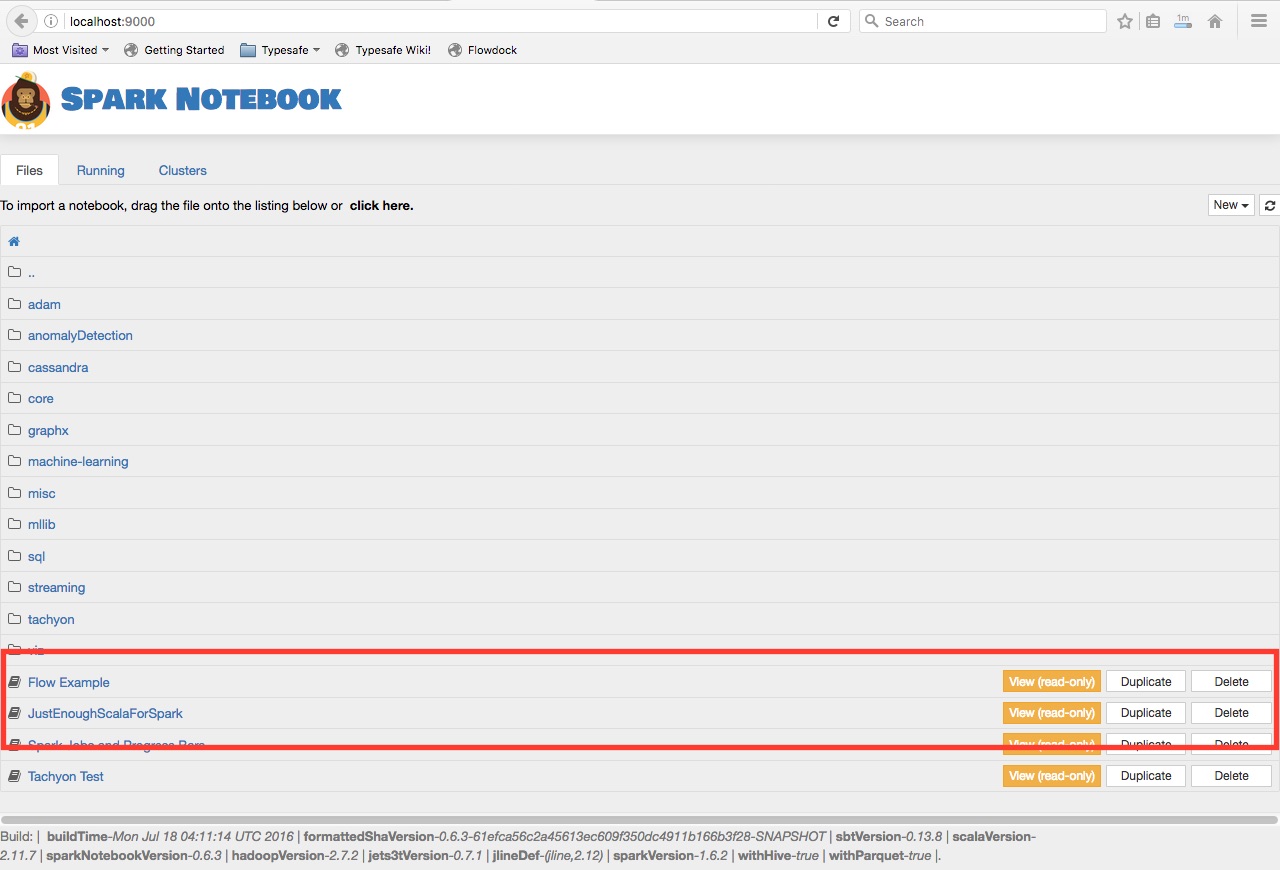 localhost:9000 Search 1m
Most Visited Getting Started Typesafe Typesafe Wiki! Flowdock
SPARK NOTEBOOK
Files Running Clusters
To import a notebook, drag the file onto the listing below or click here. New
..
adam
anomalyDetection
cassandra
core
graphx
machine-learning
misc
mllib
sql
streaming
tachyon
viz
Flow Example View (read-only) Duplicate Delete
JustEnoughScalaForSpark View (read-only) Duplicate Delete
Spark Jobs and Progress Bars View (read-only) Duplicate Delete
Tachyon Test View (read-only) Duplicate Delete
Build: | buildTime-Mon Jul 18 04:11:14 UTC 2016 | formattedShaVersion-0.6.3-61efca56c2a45613ec609f350dc4911b166b3f28-SNAPSHOT | sbtVersion-0.13.8 | scalaVersion-
2.11.7 | sparkNotebookVersion-0.6.3 | hadoopVersion-2.7.2 | jets3tVersion-0.7.1 | jlineDef-(jline,2.12) | sparkVersion-1.6.2 | withHive-true | withParquet-true |.